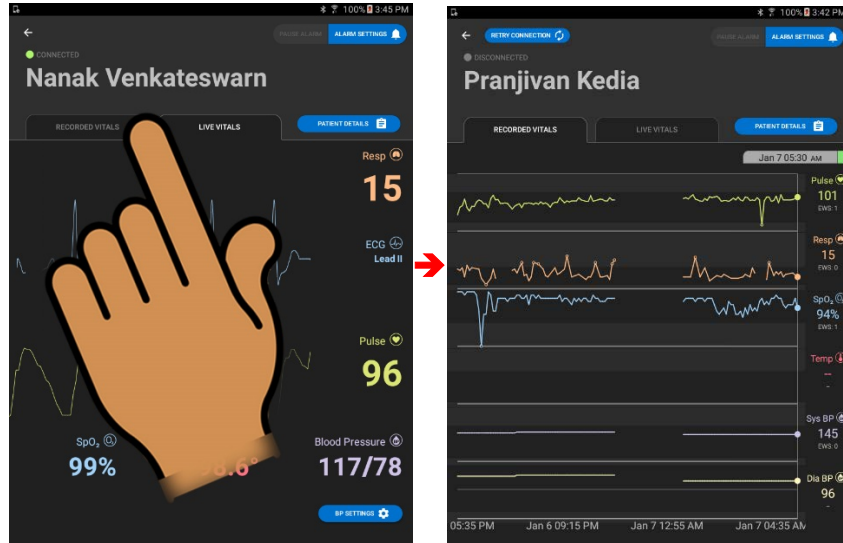 100% 3:45 PM
PAUSE ALARM ALARM SETTINGS
CONNECTED
Nanak Venkateswarn
RECORDED VITALS LIVE VITALS PATIENT DETAILS
Resp
15
ECG
Lead II
Pulse
96
SpO₂ Blood Pressure
99% 98.6° 117/78
BP SETTINGS
100% 3:42 PM
RETRY CONNECTION PAUSE ALARM ALARM SETTINGS
DISCONNECTED
Pranjivan Kedia
RECORDED VITALS LIVE VITALS PATIENT DETAILS
Jan 7 05:30 AM
Pulse
101
EWS: 1
Resp
15
EWS: 0
SpO₂
94%
EWS: 1
Temp
--
-
Sys BP
145
EWS: 0
Dia BP
96
-
05:35 PM Jan 6 09:15 PM Jan 7 12:55 AM Jan 7 04:35 AM